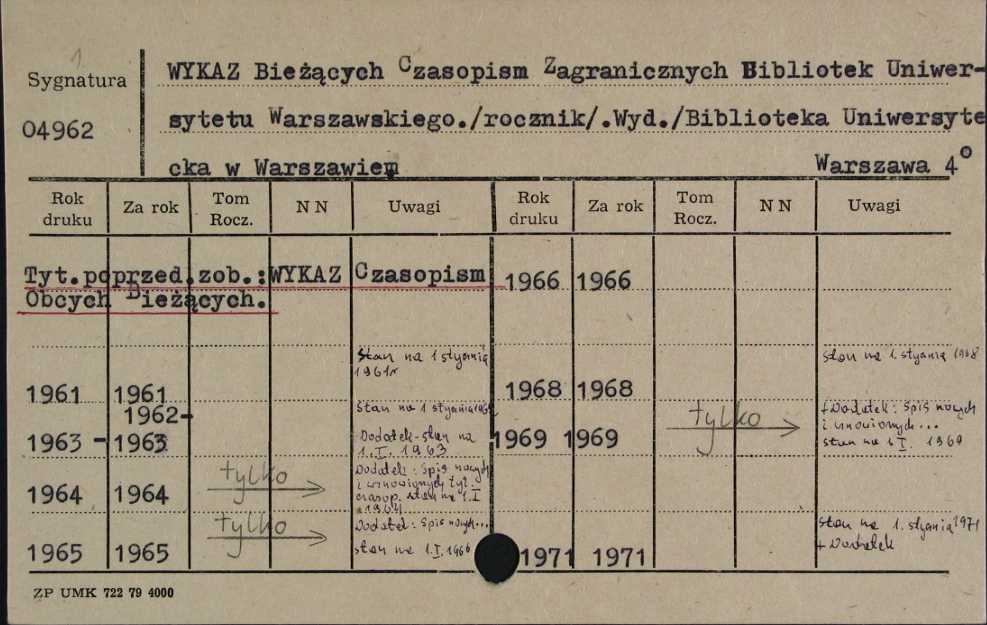 1
Sygnatura
04962
WYKAZ Bieżących Czasopism Zagranicznych Bibliotek Uniwer-
sytetu Warszawskiego./rocznik/.Wyd./Biblioteka Uniwersyte
cka w Warszawiem
Warszawa 4°
Rok druku Za rok Tom Rocz. N N Uwagi Rok druku Za rok Tom Rocz. N N Uwagi
Tyt.poprzed.zob.:WYKAZ Czasopism
Obcych Bieżących.
1966 1966
Stan na 1 stycznia
1961r
1961 1961
stan na 1 stycznia 1968
1968 1968
1962-
Stan na 1 stycznia
1963 - 1963
Dodatek-stan na
1.I.1963
1969 1969 tylko
+Dodatek: spis nowych
i wznowionych...
stan na 1.I. 1969
1964 1964 tylko
Dodatek: Spis nowych
i wznowionych tyt.
czasop. stan na 1.I
1964
1965 1965 tylko
Dodatek: spis nowych...
stan na 1.I.
1971 1971
stan na 1. stycznia 1971
+ Dodatek
ZP UMK 722 79 4000